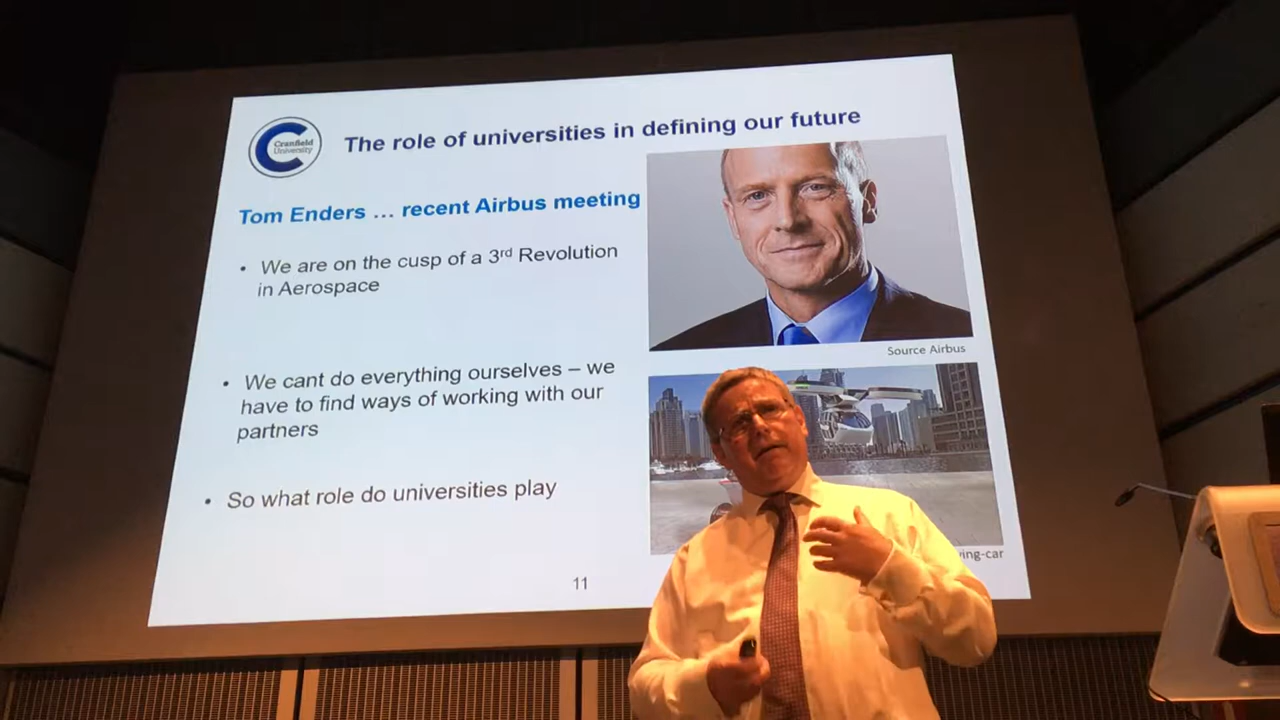 Cranfield
University
The role of universities in defining our future
Tom Enders ... recent Airbus meeting
• We are on the cusp of a 3rd Revolution
in Aerospace
• We cant do everything ourselves – we
have to find ways of working with our
partners
• So what role do universities play
Source Airbus
ing-car
11